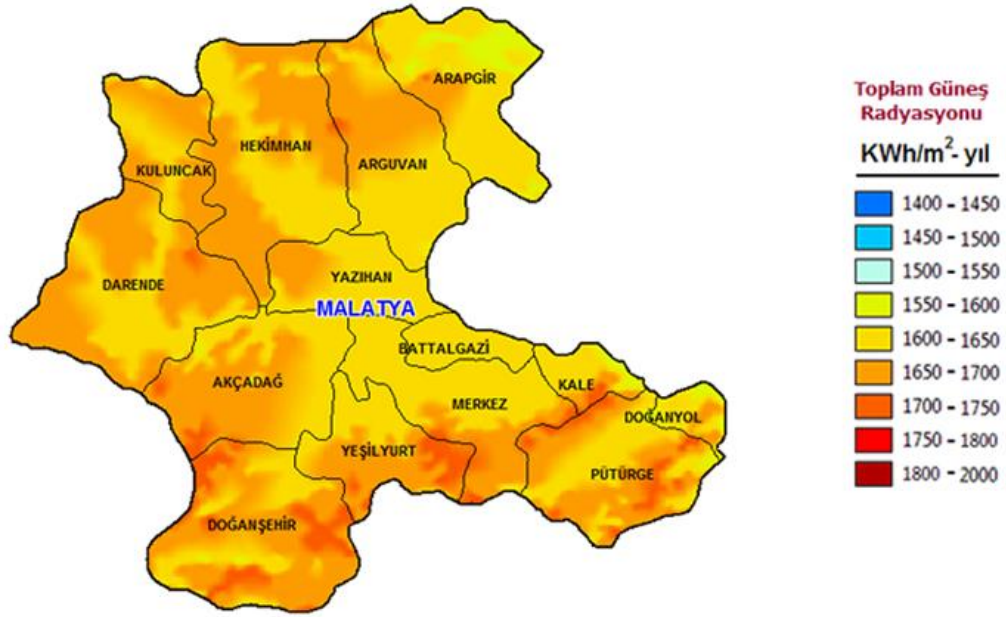 ARAPGİR
HEKİMHAN
ARGUVAN
KULUNCAK
DARENDE
YAZIHAN
MALATYA
BATTALGAZİ
AKÇADAĞ
KALE
MERKEZ
DOĞANYOL
YEŞİLYURT
PÜTÜRGE
DOĞANŞEHİR
Toplam Güneş
Radyasyonu
KWh/m²- yıl
1400 - 1450
1450 - 1500
1500 - 1550
1550 - 1600
1600 - 1650
1650 - 1700
1700 - 1750
1750 - 1800
1800 - 2000